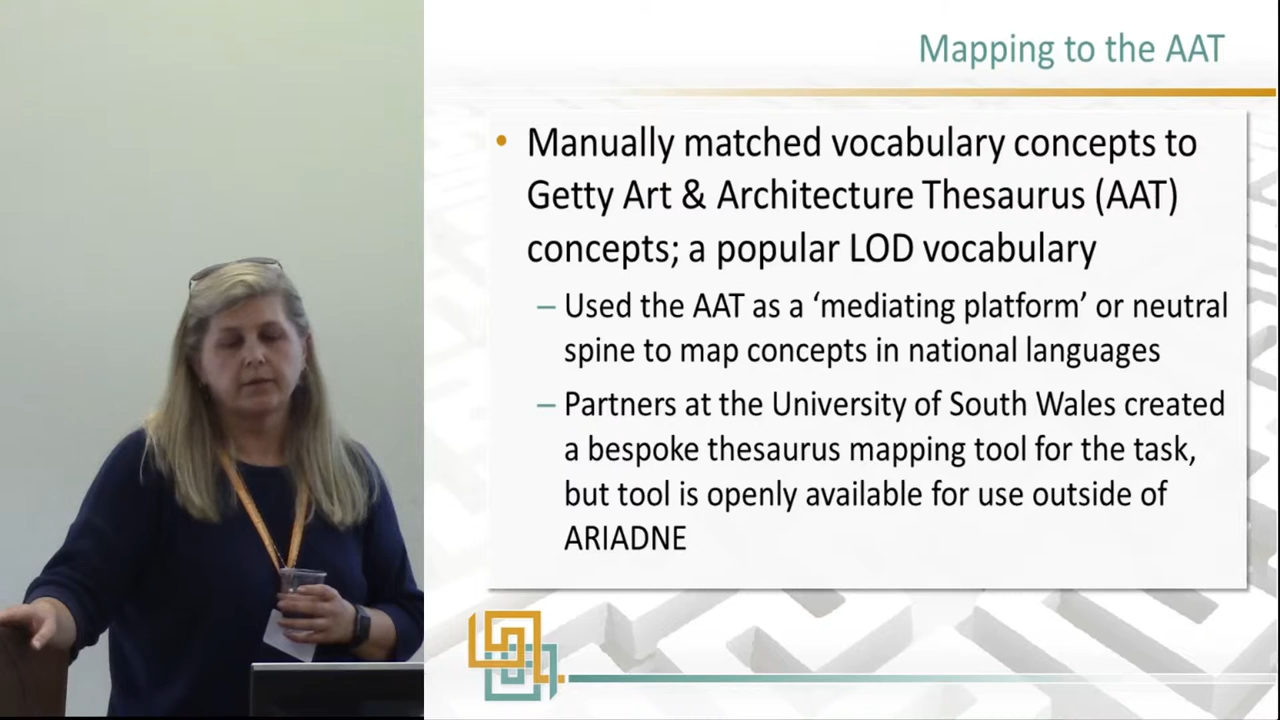 Mapping to the AAT
• Manually matched vocabulary concepts to
Getty Art & Architecture Thesaurus (AAT)
concepts; a popular LOD vocabulary
– Used the AAT as a ‘mediating platform’ or neutral
spine to map concepts in national languages
– Partners at the University of South Wales created
a bespoke thesaurus mapping tool for the task,
but tool is openly available for use outside of
ARIADNE